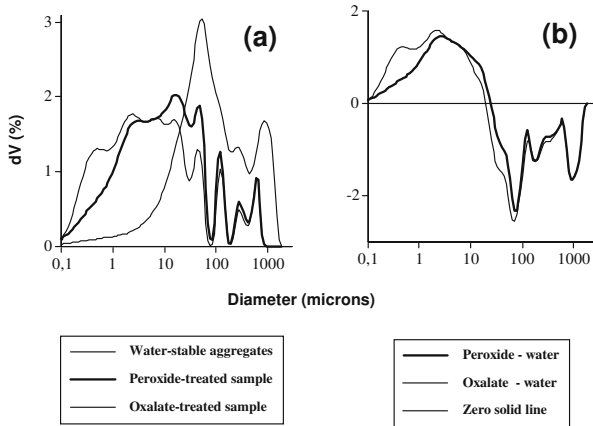 (a)
dV (%)
3
2
1
0
0,1 1 10 100 1000
(b)
2
0
-2
0,1 1 10 100 1000
Diameter (microns)
Water-stable aggregates
Peroxide-treated sample
Oxalate-treated sample
Peroxide - water
Oxalate - water
Zero solid line